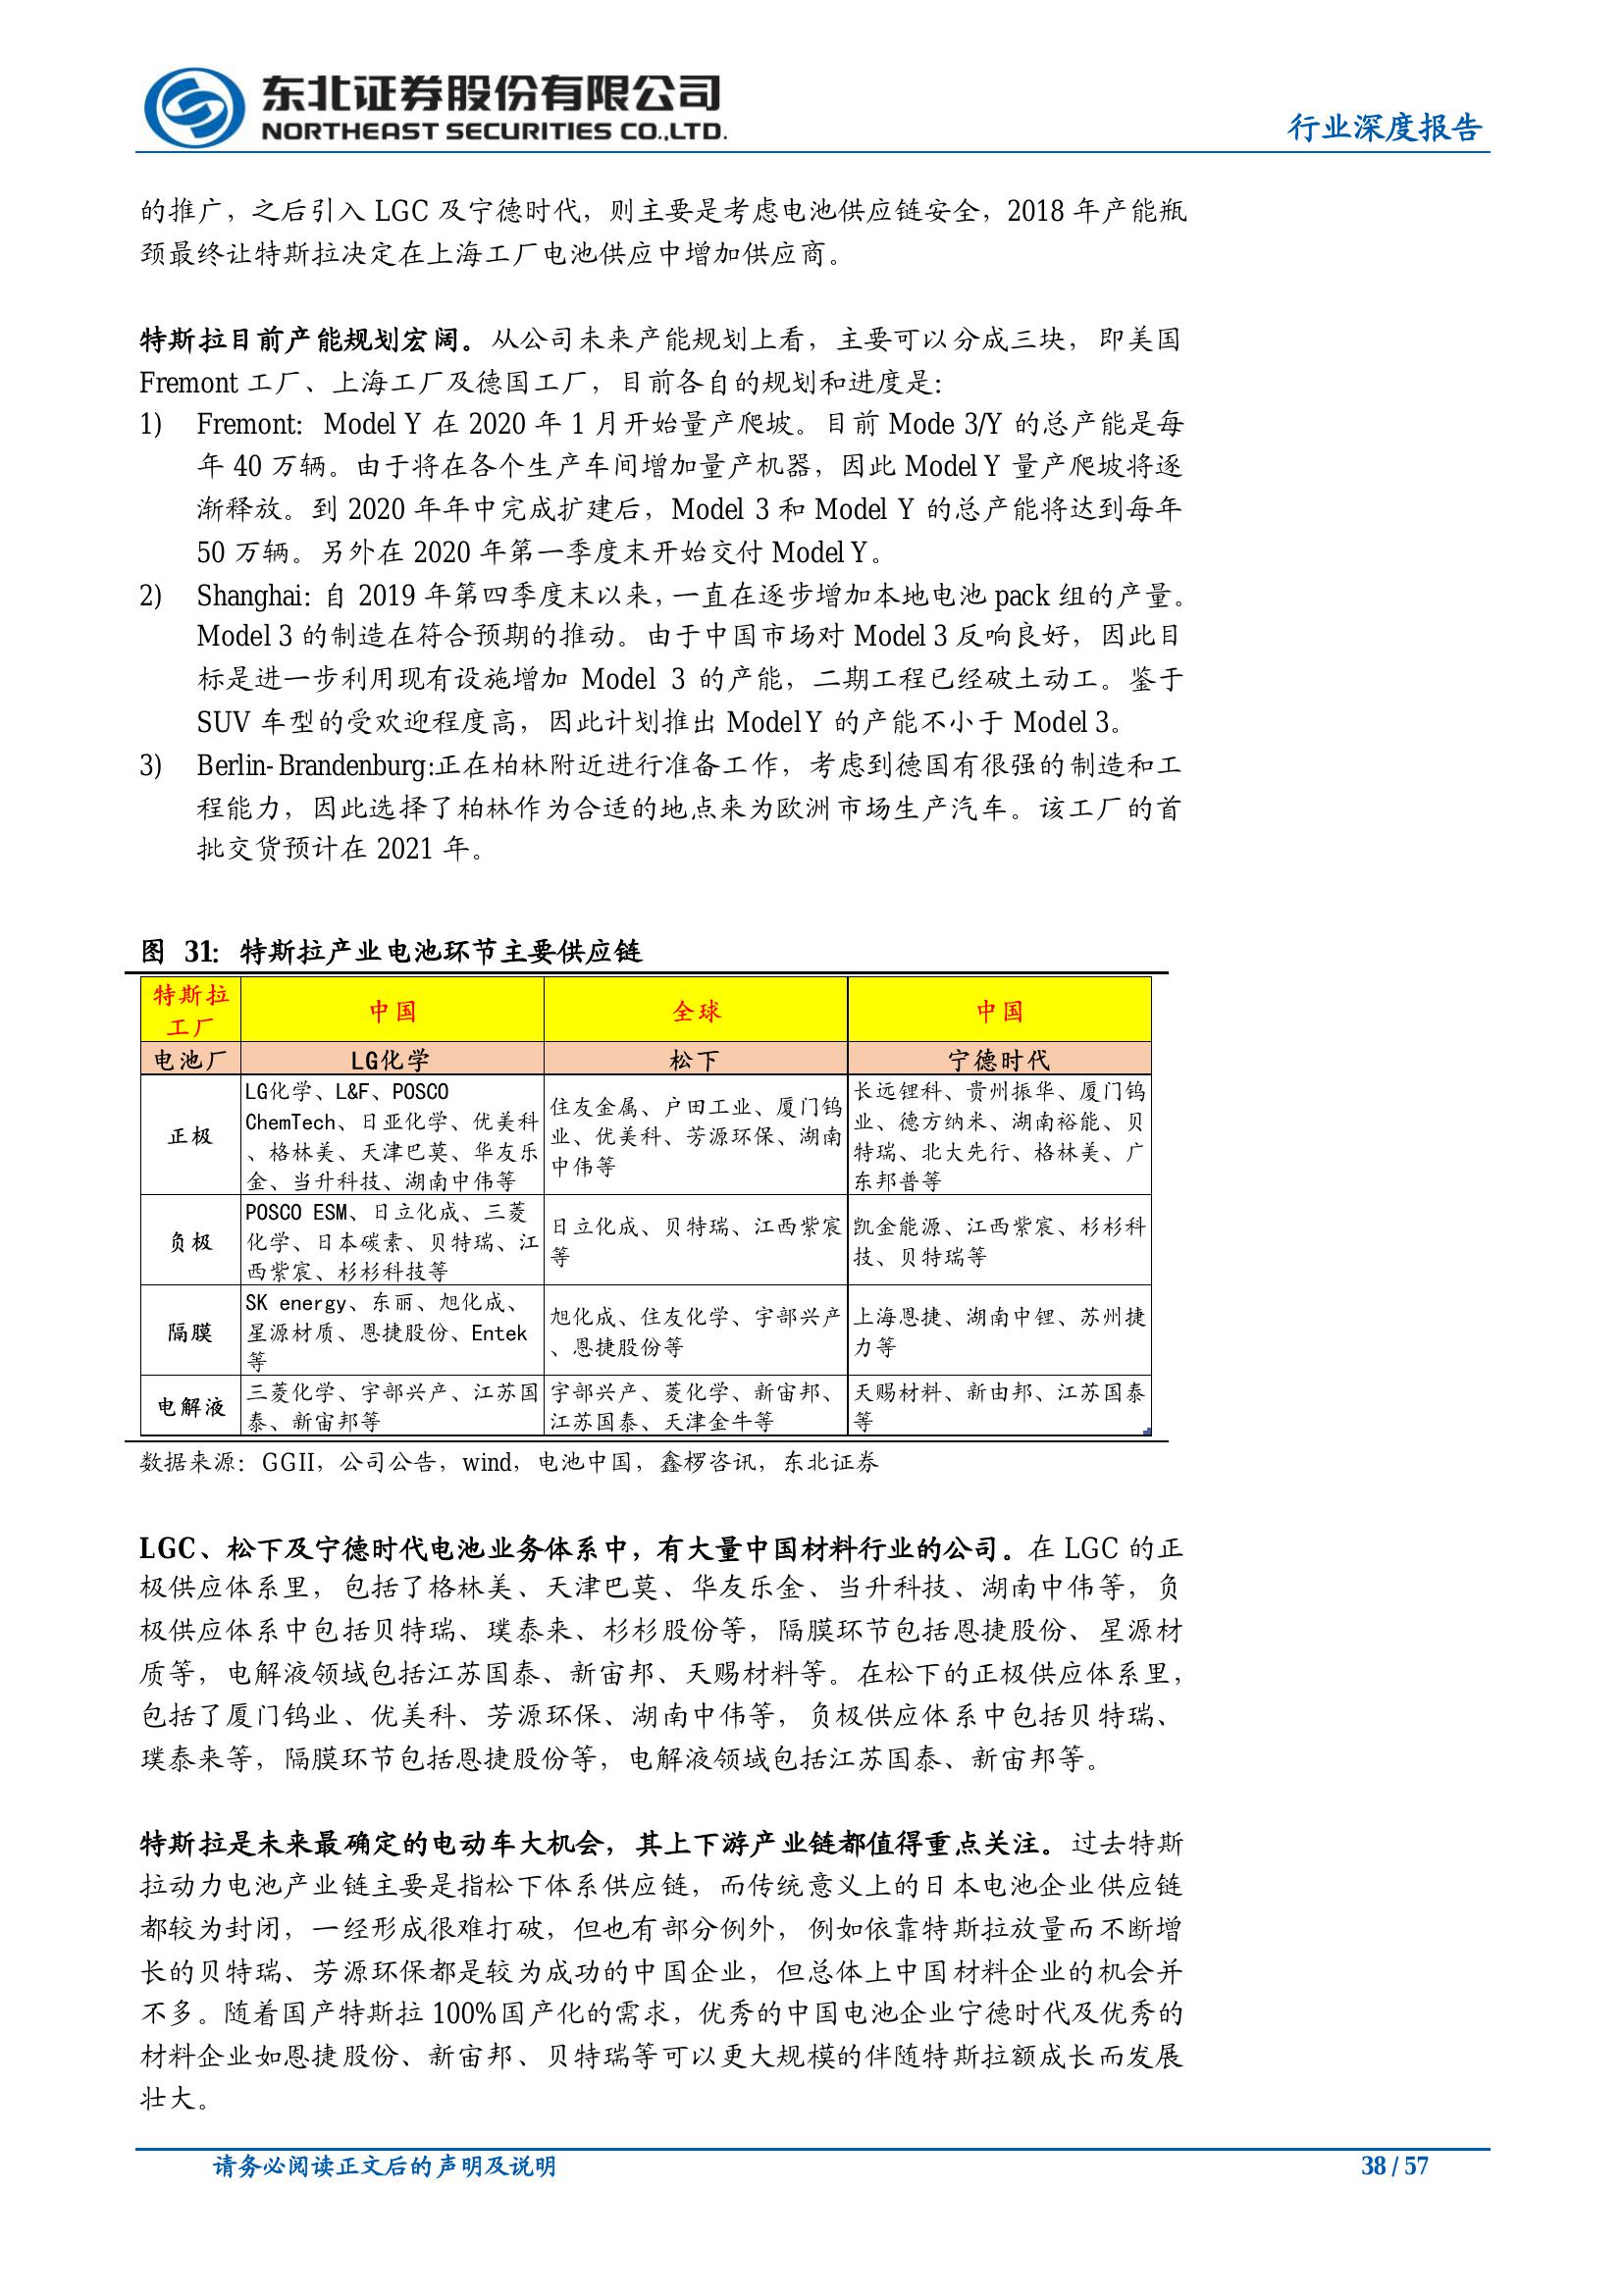 东北证券股份有限公司
NORTHEAST SECURITIES CO.,LTD.
行业深度报告
的推广，之后引入 LGC 及宁德时代，则主要是考虑电池供应链安全，2018 年产能瓶
颈最终让特斯拉决定在上海工厂电池供应中增加供应商。
特斯拉目前产能规划宏阔。从公司未来产能规划上看，主要可以分成三块，即美国
Fremont 工厂、上海工厂及德国工厂，目前各自的规划和进度是：
1) Fremont: Model Y 在 2020 年 1 月开始量产爬坡。目前 Mode 3/Y 的总产能是每
年 40 万辆。由于将在各个生产车间增加量产机器，因此 Model Y 量产爬坡将逐
渐释放。到 2020 年年中完成扩建后，Model 3 和 Model Y 的总产能将达到每年
50 万辆。另外在 2020 年第一季度末开始交付 Model Y。
2) Shanghai: 自 2019 年第四季度末以来，一直在逐步增加本地电池 pack 组的产量。
Model 3 的制造在符合预期的推动。由于中国市场对 Model 3 反响良好，因此目
标是进一步利用现有设施增加 Model 3 的产能，二期工程已经破土动工。鉴于
SUV 车型的受欢迎程度高，因此计划推出 Model Y 的产能不小于 Model 3。
3) Berlin-Brandenburg:正在柏林附近进行准备工作，考虑到德国有很强的制造和工
程能力，因此选择了柏林作为合适的地点来为欧洲市场生产汽车。该工厂的首
批交货预计在 2021 年。
图 31：特斯拉产业电池环节主要供应链
特斯拉
工厂
中国
全球
中国
电池厂
LG化学
松下
宁德时代
正极
LG化学、L&F、POSCO
ChemTech、日亚化学、优美科
、格林美、天津巴莫、华友乐
金、当升科技、湖南中伟等
住友金属、户田工业、厦门钨
业、优美科、芳源环保、湖南
中伟等
长远锂科、贵州振华、厦门钨
业、德方纳米、湖南裕能、贝
特瑞、北大先行、格林美、广
东邦普等
负极
POSCO ESM、日立化成、三菱
化学、日本碳素、贝特瑞、江
西紫宸、杉杉科技等
日立化成、贝特瑞、江西紫宸
等
凯金能源、江西紫宸、杉杉科
技、贝特瑞等
隔膜
SK energy、东丽、旭化成、
星源材质、恩捷股份、Entek
等
旭化成、住友化学、宇部兴产
、恩捷股份等
上海恩捷、湖南中锂、苏州捷
力等
电解液
三菱化学、宇部兴产、江苏国
泰、新宙邦等
宇部兴产、菱化学、新宙邦、
江苏国泰、天津金牛等
天赐材料、新由邦、江苏国泰
等
数据来源：GGII，公司公告，wind，电池中国，鑫椤咨讯，东北证券
LGC、松下及宁德时代电池业务体系中，有大量中国材料行业的公司。在 LGC 的正
极供应体系里，包括了格林美、天津巴莫、华友乐金、当升科技、湖南中伟等，负
极供应体系中包括贝特瑞、璞泰来、杉杉股份等，隔膜环节包括恩捷股份、星源材
质等，电解液领域包括江苏国泰、新宙邦、天赐材料等。在松下的正极供应体系里，
包括了厦门钨业、优美科、芳源环保、湖南中伟等，负极供应体系中包括贝特瑞、
璞泰来等，隔膜环节包括恩捷股份等，电解液领域包括江苏国泰、新宙邦等。
特斯拉是未来最确定的电动车大机会，其上下游产业链都值得重点关注。过去特斯
拉动力电池产业链主要是指松下体系供应链，而传统意义上的日本电池企业供应链
都较为封闭，一经形成很难打破，但也有部分例外，例如依靠特斯拉放量而不断增
长的贝特瑞、芳源环保都是较为成功的中国企业，但总体上中国材料企业的机会并
不多。随着国产特斯拉 100%国产化的需求，优秀的中国电池企业宁德时代及优秀的
材料企业如恩捷股份、新宙邦、贝特瑞等可以更大规模的伴随特斯拉额成长而发展
壮大。
请务必阅读正文后的声明及说明
38 / 57